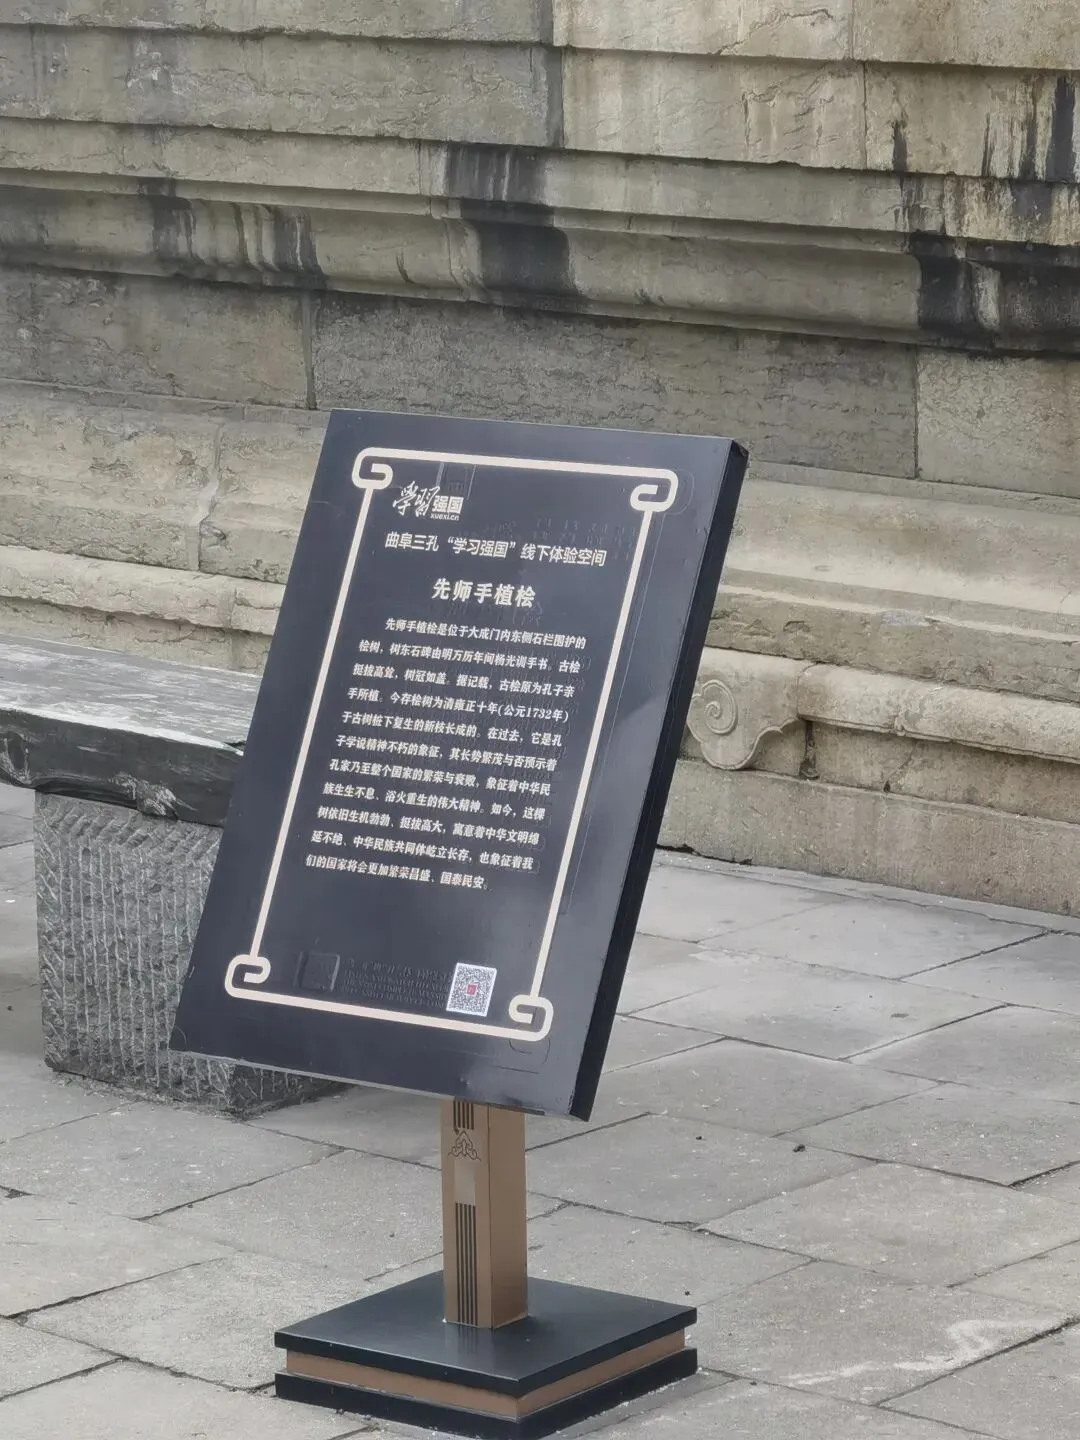 学习强国
xuexi.cn
曲阜三孔“学习强国”线下体验空间
先师手植桧
先师手植桧是位于大成门内东侧石栏围护的
桧树，树东石碑由明万历年间杨光训手书。古桧
挺拔高耸，树冠如盖。据记载，古桧原为孔子亲
手所植。今存桧树为清雍正十年(公元1732年)
于古树桩下复生的新枝长成的。在过去，它是孔
子学说精神不朽的象征，其长势繁茂与否预示着
孔家乃至整个国家的繁荣与衰败，象征着中华民
族生生不息、浴火重生的伟大精神。如今，这棵
树依旧生机勃勃、挺拔高大，寓意着中华文明绵
延不绝、中华民族共同体屹立长存，也象征着我
们的国家将会更加繁荣昌盛、国泰民安。